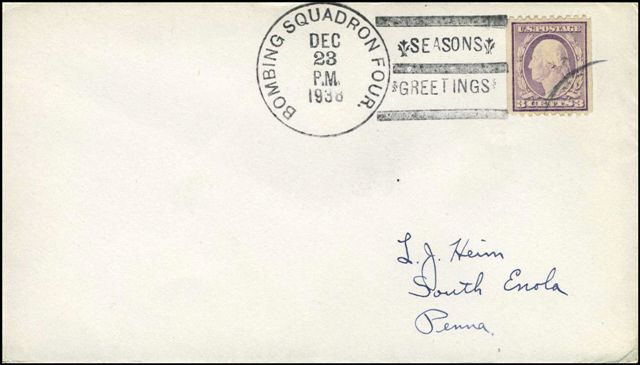 BOMBING SQUADRON FOUR.
DEC
23
P.M.
1938
SEASONS
GREETINGS
U.S. POSTAGE
3 CENTS 3
L. J. Heim
South Enola
Penna.